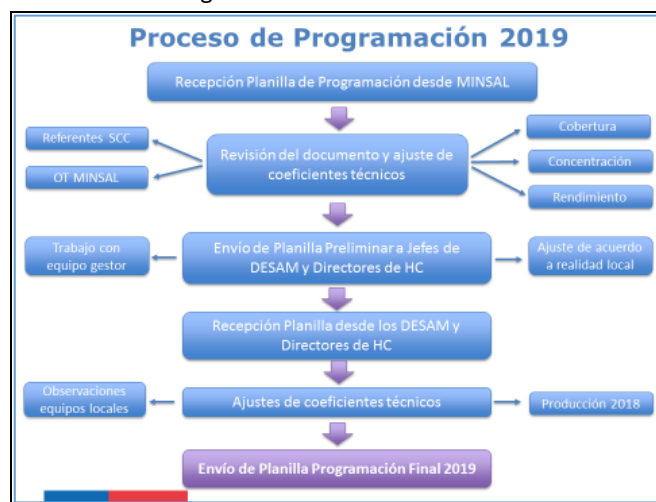 Proceso de Programación 2019
Recepción Planilla de Programación desde MINSAL
Referentes SCC
OT MINSAL
Revisión del documento y ajuste de
coeficientes técnicos
Cobertura
Concentración
Rendimiento
Trabajo con
equipo gestor
Envío de Planilla Preliminar a Jefes de
DESAM y Directores de HC
Ajuste de acuerdo
a realidad local
Recepción Planilla desde los DESAM y
Directores de HC
Observaciones
equipos locales
Ajustes de coeficientes técnicos
Producción 2018
Envío de Planilla Programación Final 2019